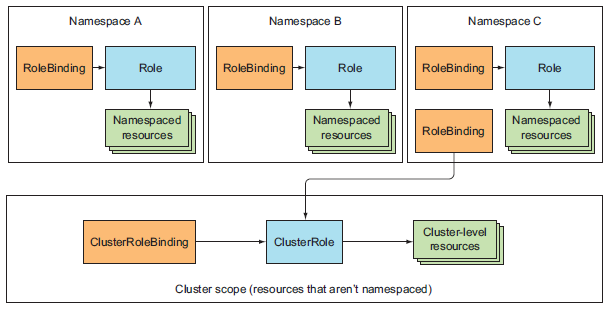 Namespace A
RoleBinding
Role
Namespaced
resources
Namespace B
RoleBinding
Role
Namespaced
resources
Namespace C
RoleBinding
Role
RoleBinding
Namespaced
resources
ClusterRoleBinding
ClusterRole
Cluster-level
resources
Cluster scope (resources that aren't namespaced)